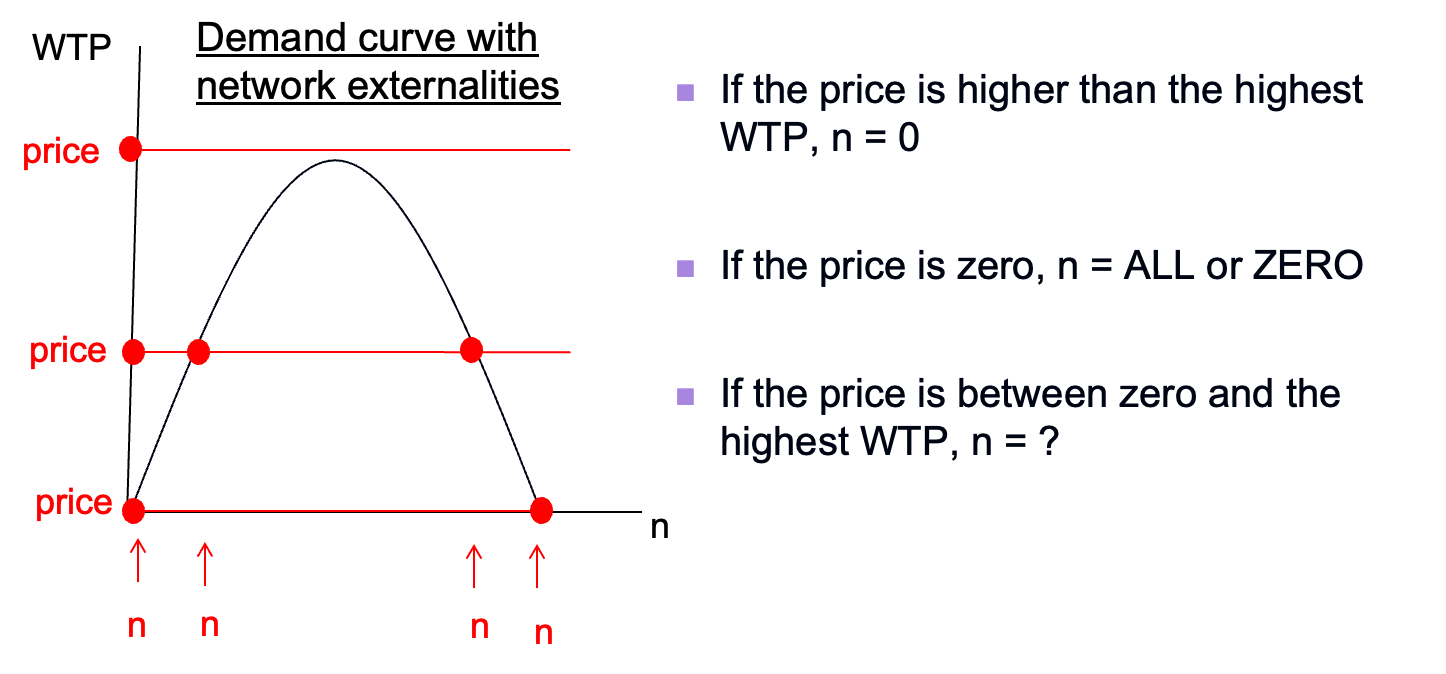 WTP
Demand curve with
network externalities
price
price
price
n
n
n
n
n
If the price is higher than the highest
WTP, n = 0
If the price is zero, n = ALL or ZERO
If the price is between zero and the
highest WTP, n = ?